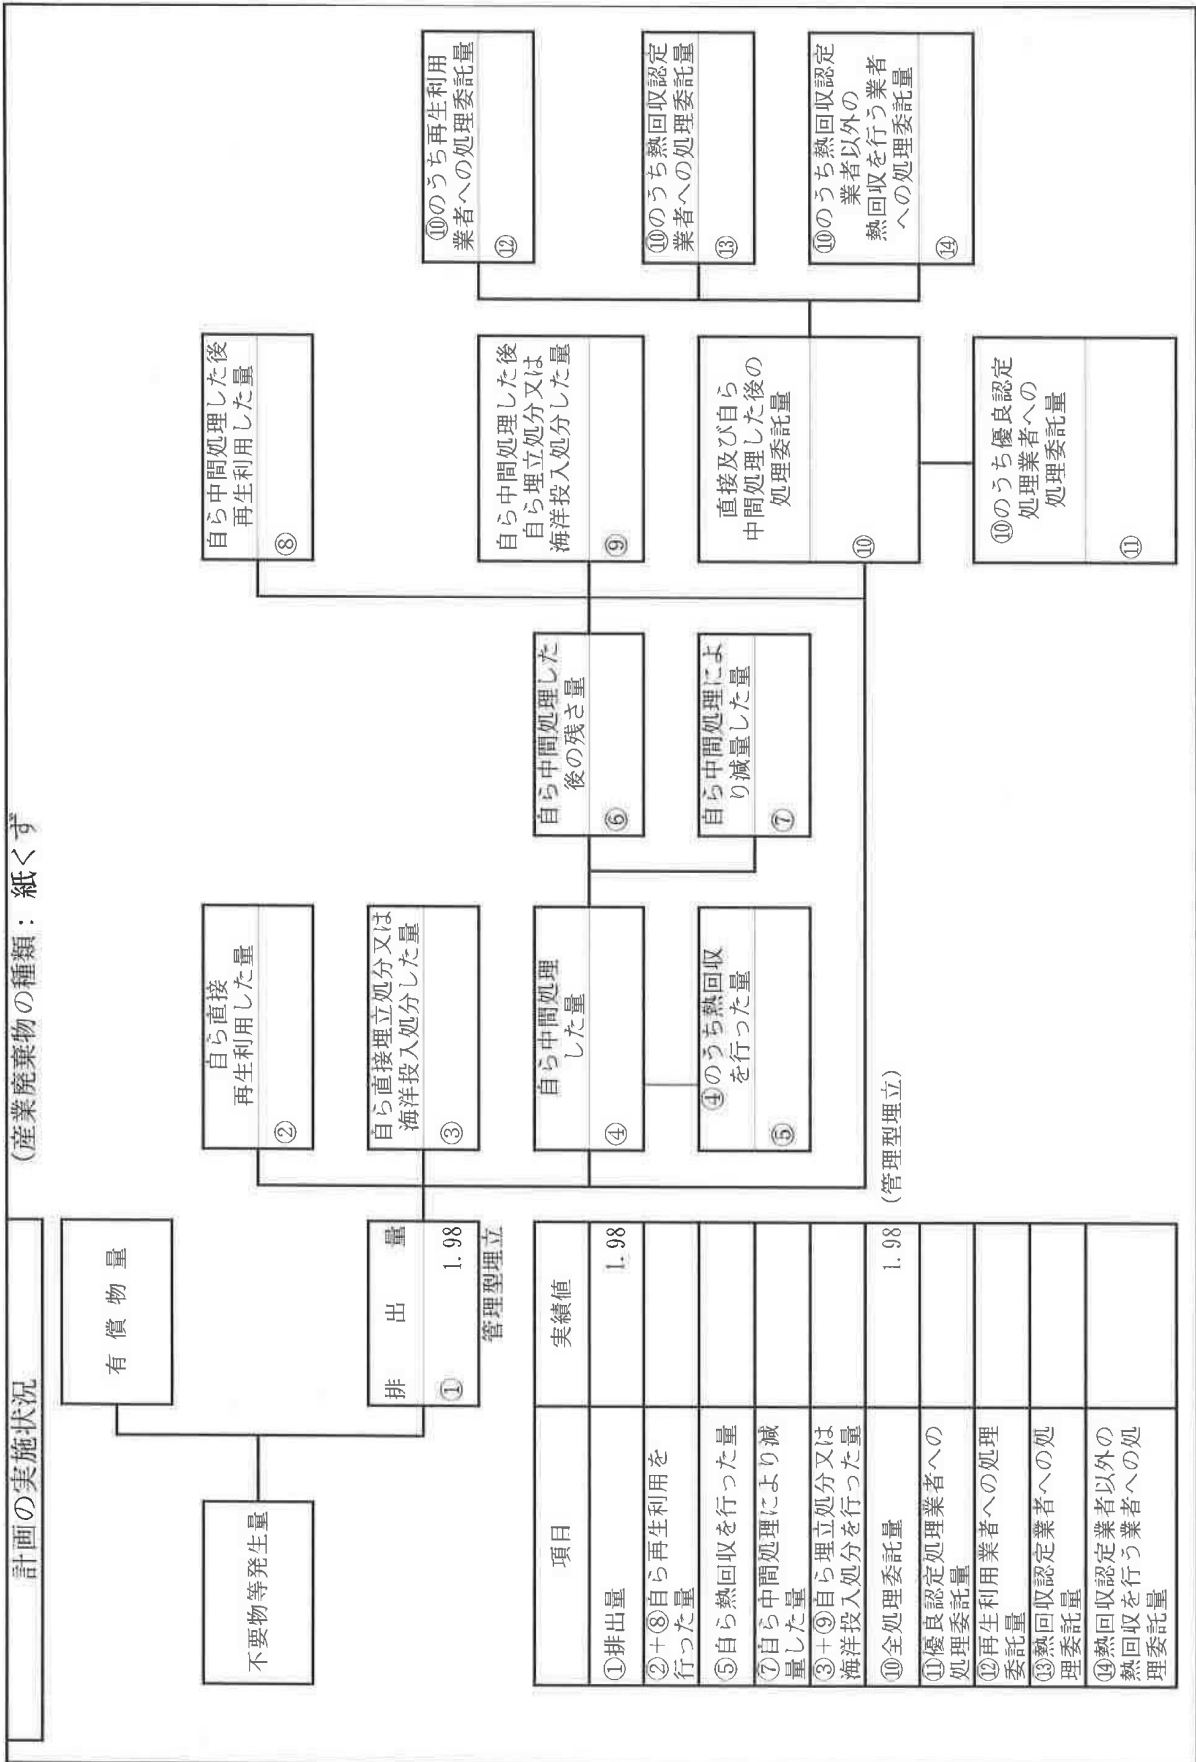 計画の実施状況
(産業廃棄物の種類：紙くず
不要物等発生量
有償物量
排出量
① 1.98
管理型埋立
自ら直接
再生利用した量
②
自ら直接埋立処分又は
海洋投入処分した量
③
自ら中間処理
した量
④
④のうち熱回収
を行った量
⑤
自ら中間処理した
後の残さ量
⑥
自ら中間処理によ
り減量した量
⑦
自ら中間処理した後
再生利用した量
⑧
自ら中間処理した後
自ら埋立処分又は
海洋投入処分した量
⑨
直接及び自ら
中間処理した後の
処理委託量
⑩
⑩のうち優良認定
処理業者への
処理委託量
⑪
⑩のうち再生利用
業者への処理委託量
⑫
⑩のうち熱回収認定
業者への処理委託量
⑬
⑩のうち熱回収認定
業者以外の
熱回収を行う業者
への処理委託量
⑭
(管理型埋立)
項目 実績値
①排出量 1.98
②+⑧自ら再生利用を
行った量
⑤自ら熱回収を行った量
⑦自ら中間処理により減
量した量
③+⑨自ら埋立処分又は
海洋投入処分を行った量
⑩全処理委託量 1.98
⑪優良認定処理業者への
処理委託量
⑫再生利用業者への処理
委託量
⑬熱回収認定業者への処
理委託量
⑭熱回収認定業者以外の
熱回収を行う業者への処
理委託量